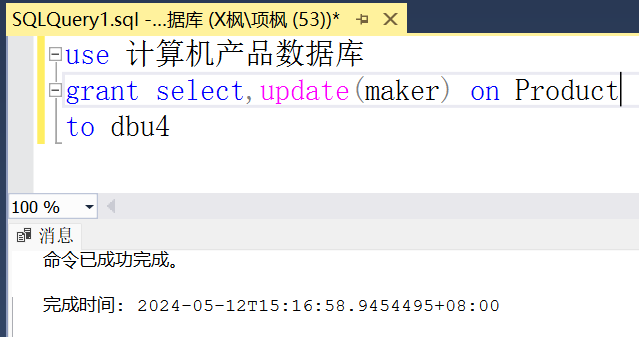 SQLQuery1.sql -...据库 (X枫\项枫 (53))*
use 计算机产品数据库
grant select,update(maker) on Product
to dbu4
100 %
消息
命令已成功完成。
完成时间: 2024-05-12T15:16:58.9454495+08:00